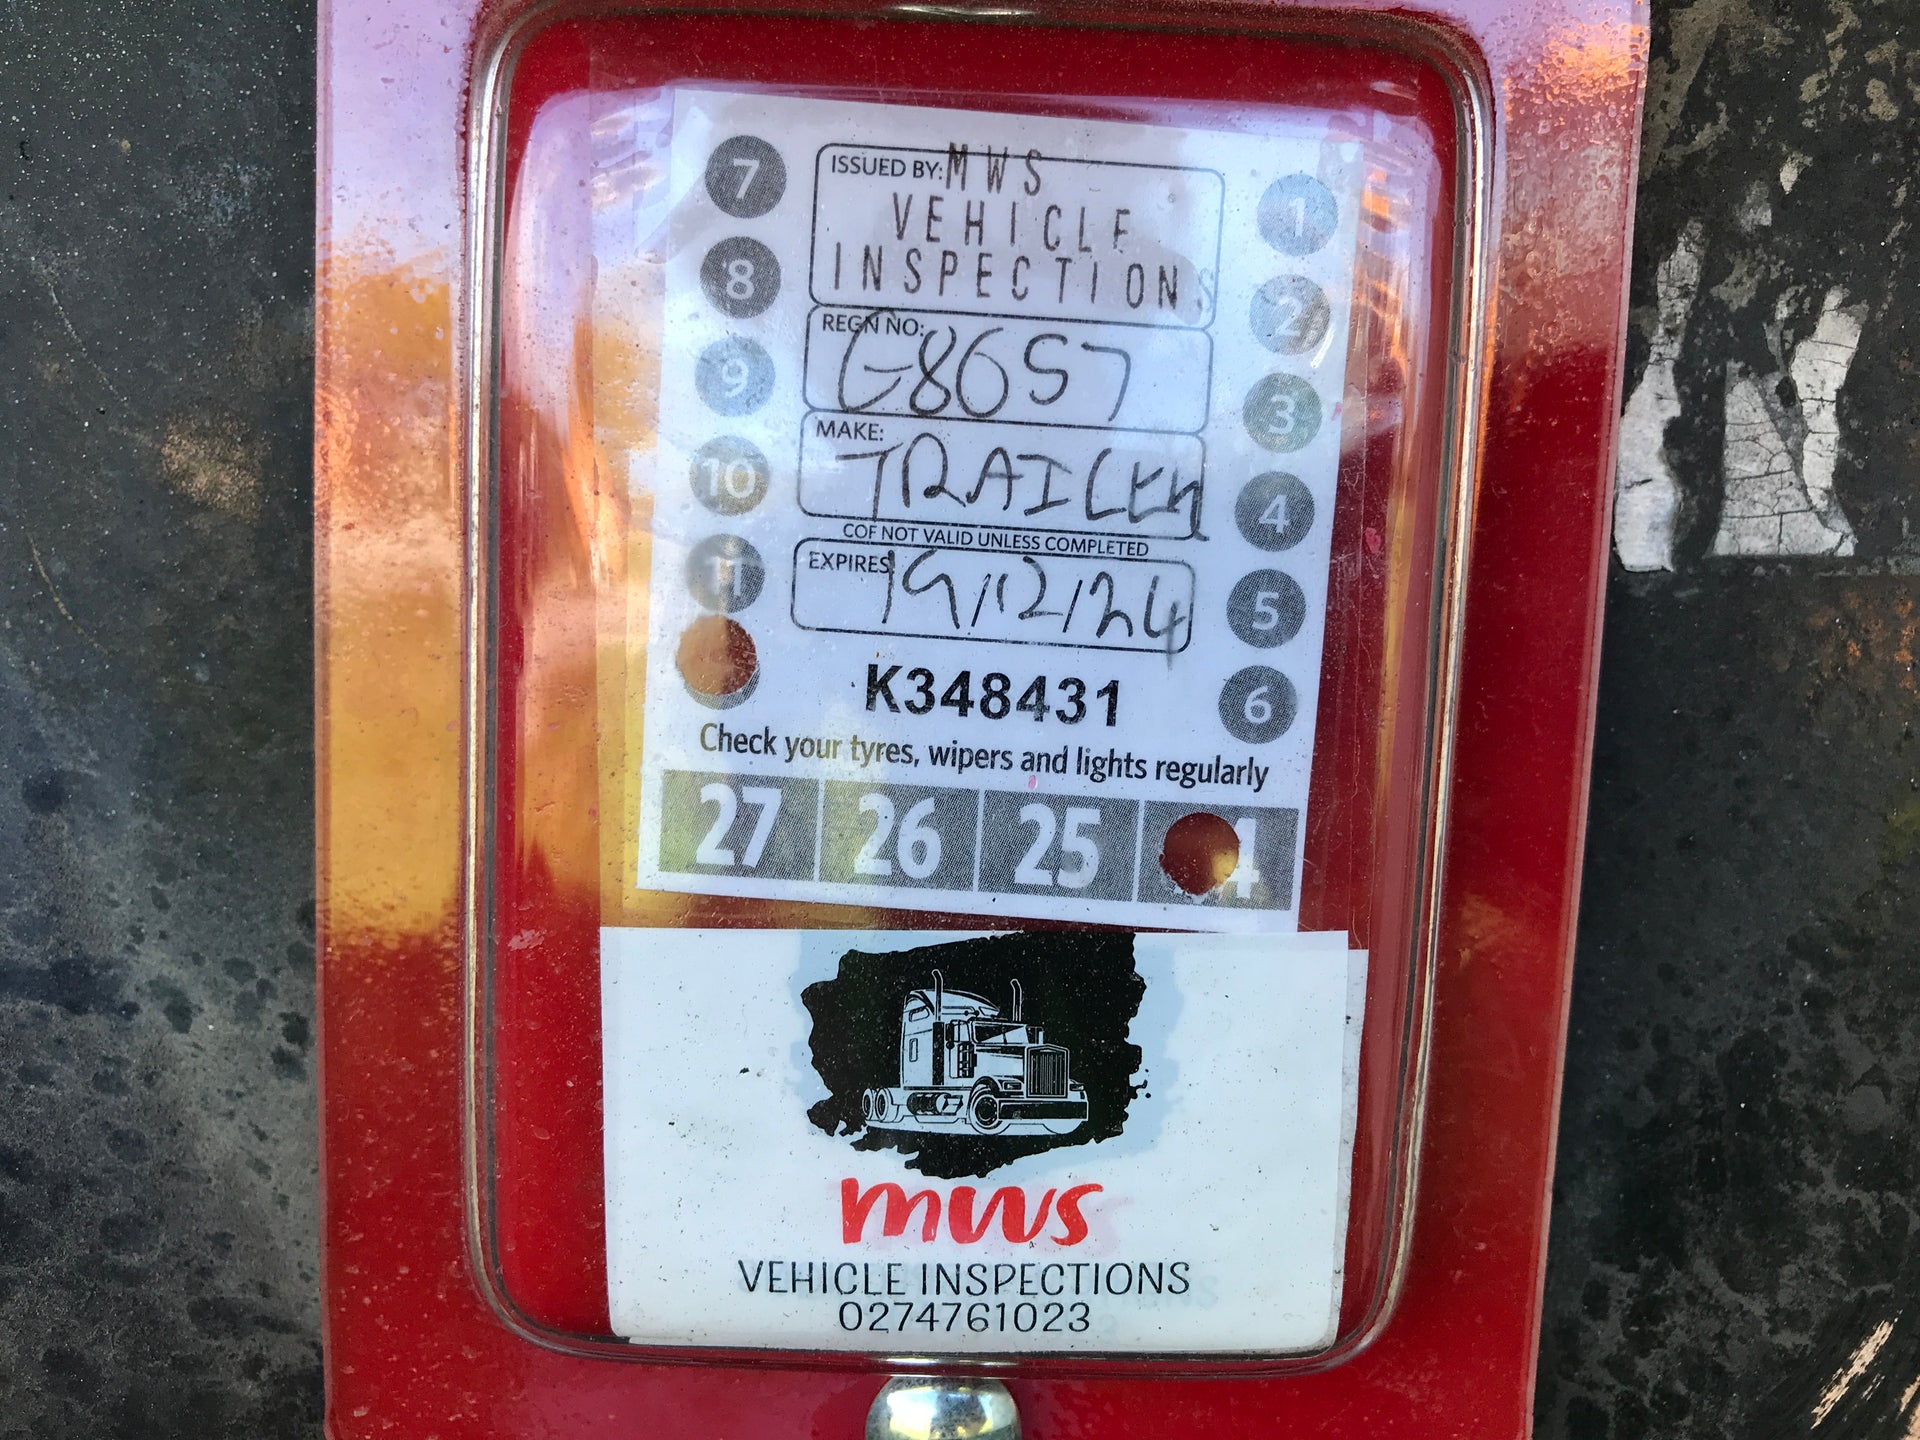 7
8
9
10
11
ISSUED BY: MWS
VEHICLE
INSPECTIONS
REGN NO: G8657
MAKE: TRAILER
COF NOT VALID UNLESS COMPLETED
EXPIRES 19/12/24
1
2
3
4
5
6
K348431
Check your tyres, wipers and lights regularly
27 26 25 4
mws
VEHICLE INSPECTIONS
0274761023